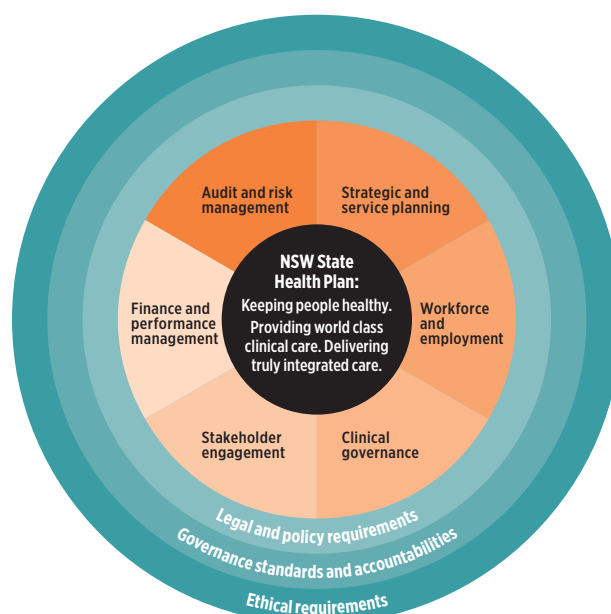 Audit and risk
management
Strategic and
service planning
NSW State
Health Plan:
Keeping people healthy.
Providing world class
clinical care. Delivering
truly integrated care.
Finance and
performance
management
Workforce
and
employment
Stakeholder
engagement
Clinical
governance
Legal and policy requirements
Governance standards and accountabilities
Ethical requirements